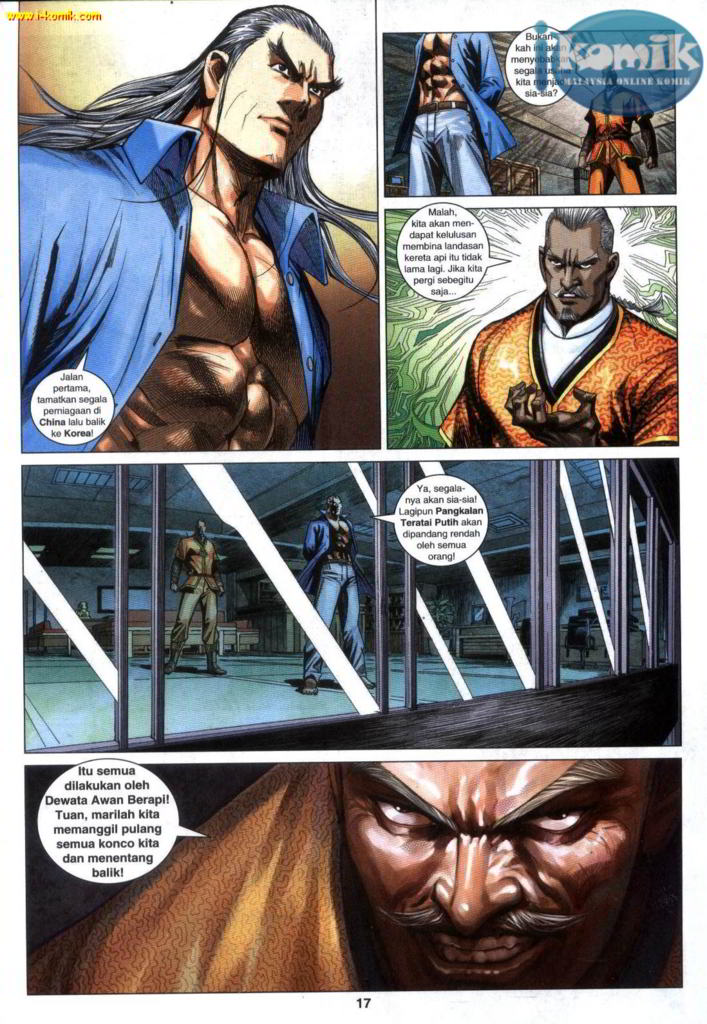 www.i-komik.com
Jalan
pertama,
tamatkan segala
perniagaan di
China lalu balik
ke Korea!
Bukan-
kah ini akan
menyebabkan
segala usaha
kita menjadi
sia-sia?
iKomik
MALAYSIA ONLINE KOMIK
Malah,
kita akan men-
dapat kelulusan
membina landasan
kereta api itu tidak
lama lagi. Jika kita
pergi sebegitu
saja...
Ya, segala-
nya akan sia-sia!
Lagipun Pangkalan
Teratai Putih akan
dipandang rendah
oleh semua
orang!
Itu semua
dilakukan oleh
Dewata Awan Berapi!
Tuan, marilah kita
memanggil pulang
semua konco kita
dan menentang
balik!
17